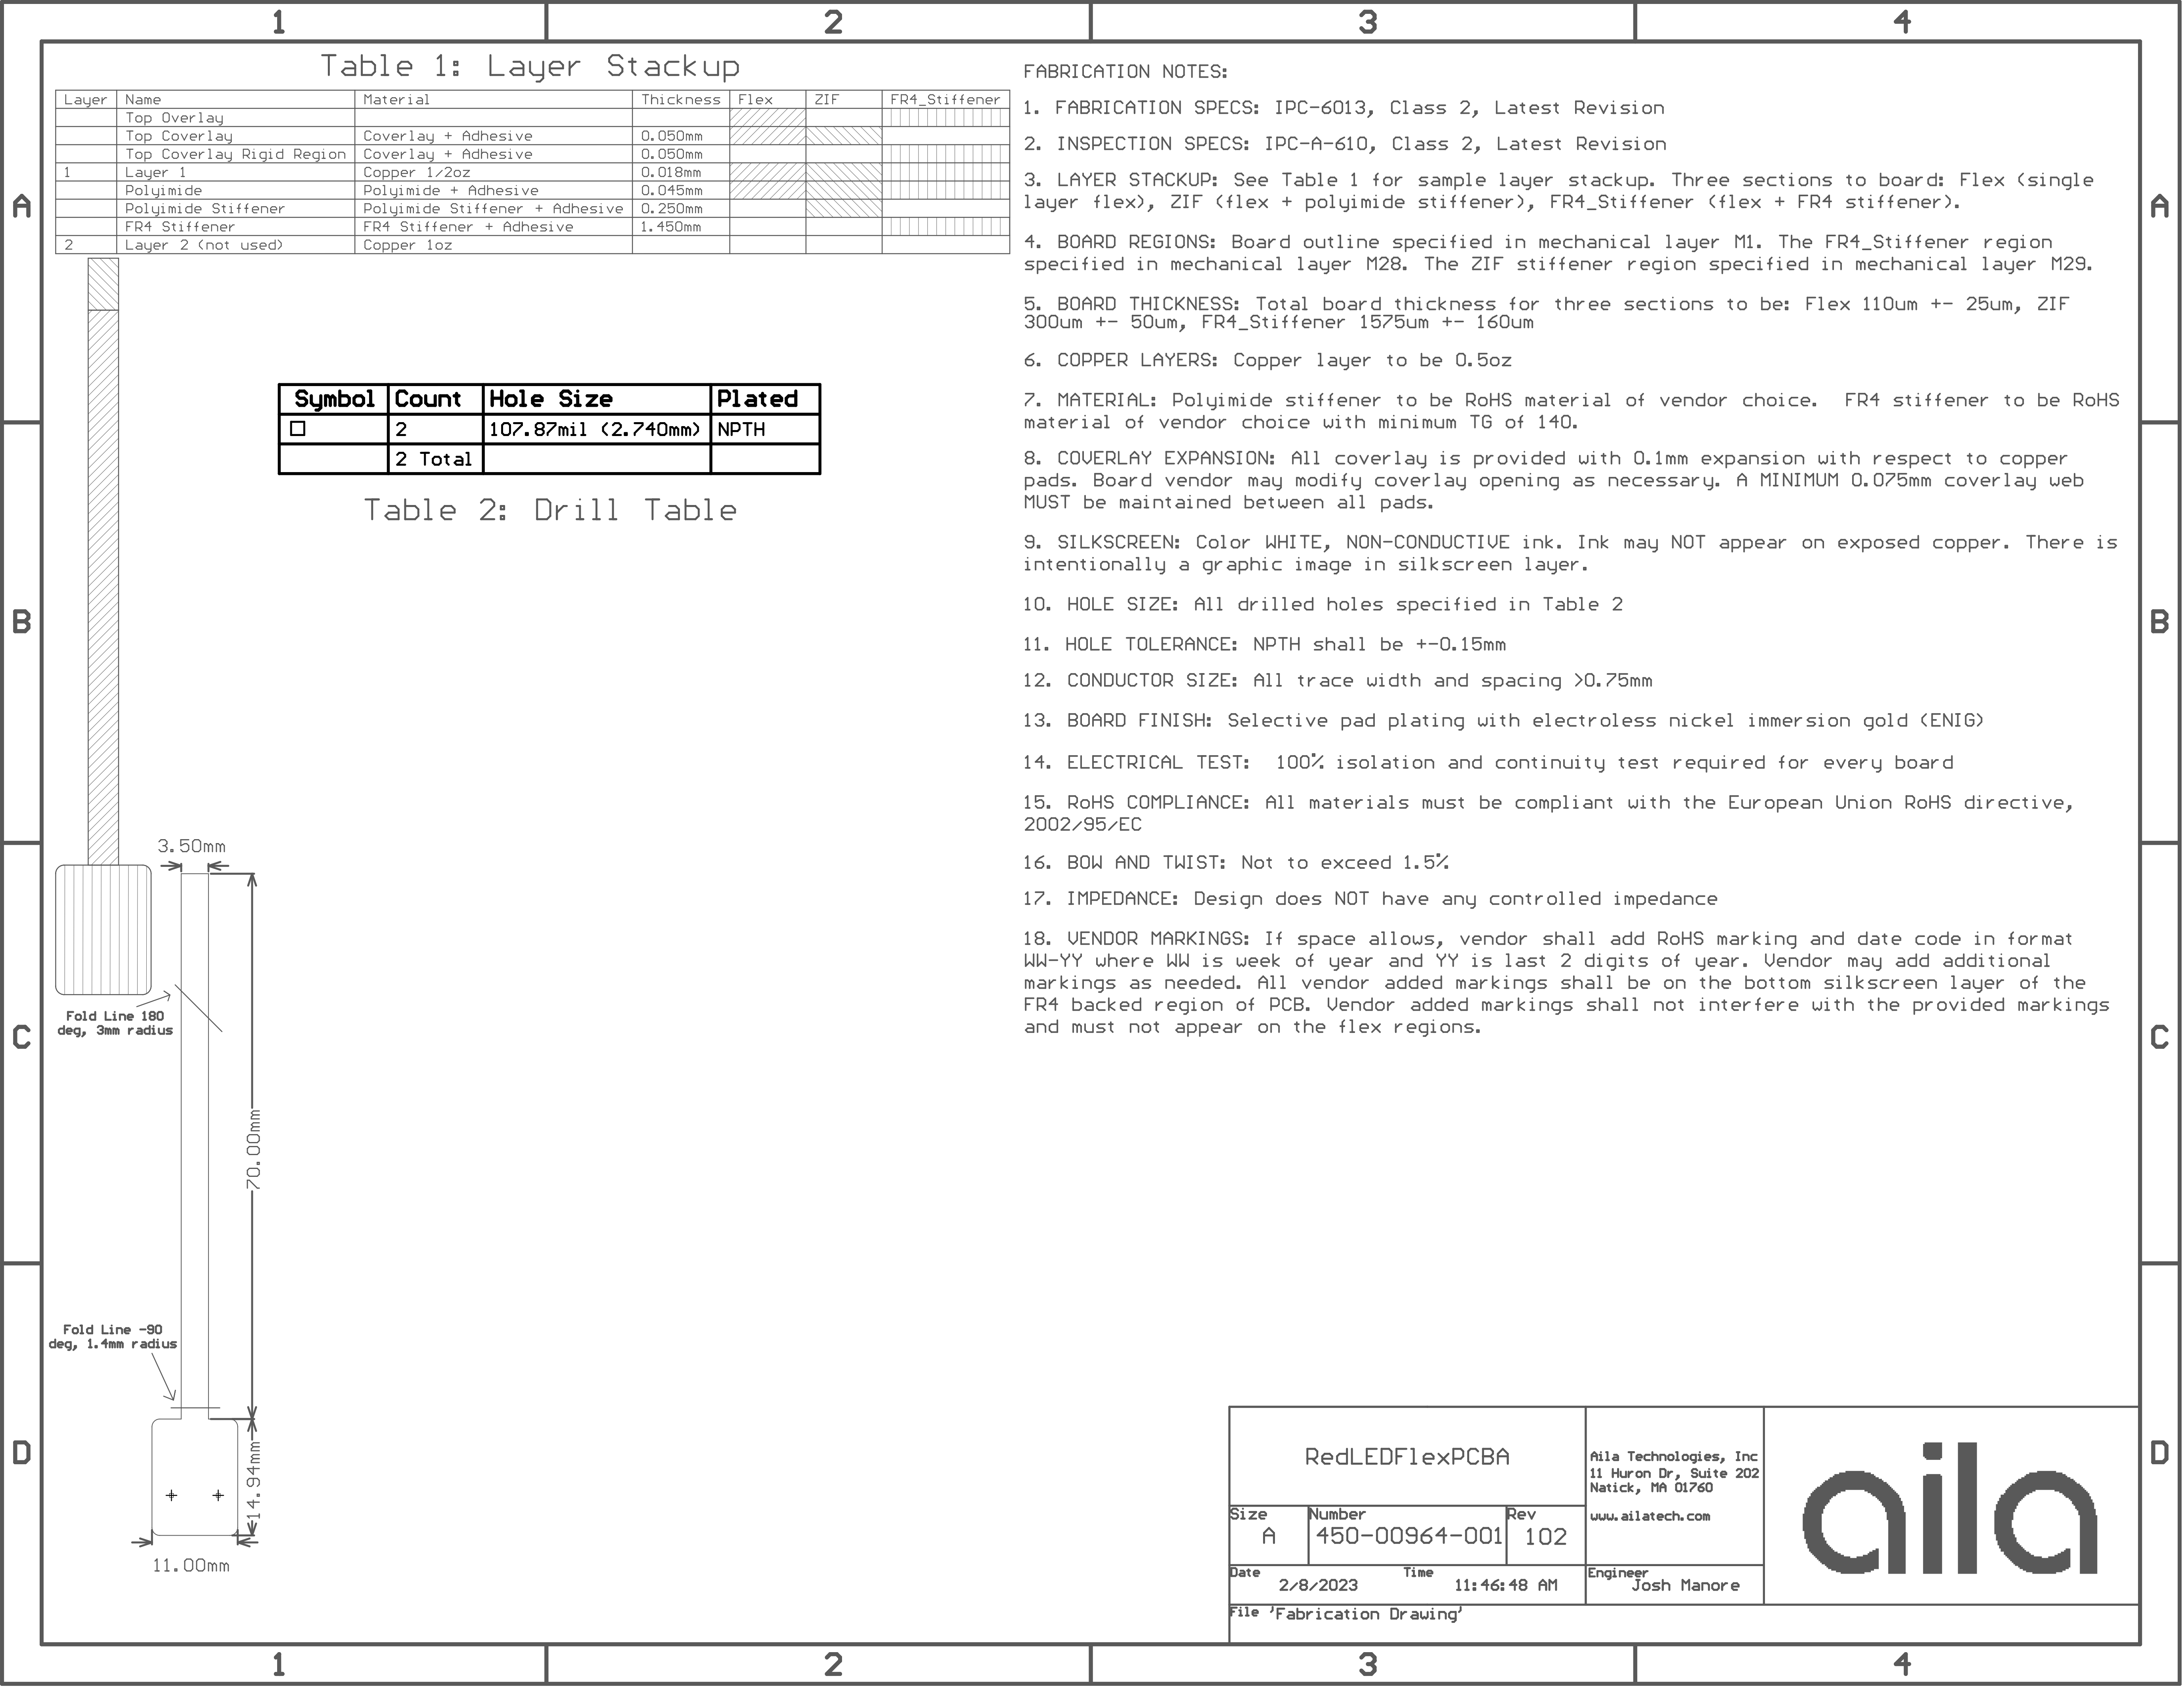 1 2 3 4
Table 1: Layer Stackup
Layer Name Material Thickness Flex ZIF FR4_Stiffener
Top Overlay
Top Coverlay Coverlay + Adhesive 0.050mm
Top Coverlay Rigid Region Coverlay + Adhesive 0.050mm
1 Layer 1 Copper 1/2oz 0.018mm
Polyimide Polyimide + Adhesive 0.045mm
Polyimide Stiffener Polyimide Stiffener + Adhesive 0.250mm
FR4 Stiffener FR4 Stiffener + Adhesive 1.450mm
2 Layer 2 (not used) Copper 1oz
A A
B B
C C
D D
Symbol Count Hole Size Plated
2 107.87mil (2.740mm) NPTH
2 Total
Table 2: Drill Table
3.50mm
Fold Line 180
deg, 3mm radius
70.00mm
Fold Line -90
deg, 1.4mm radius
14.94mm
11.00mm
FABRICATION NOTES:
1. FABRICATION SPECS: IPC-6013, Class 2, Latest Revision
2. INSPECTION SPECS: IPC-A-610, Class 2, Latest Revision
3. LAYER STACKUP: See Table 1 for sample layer stackup. Three sections to board: Flex (single
layer flex), ZIF (flex + polyimide stiffener), FR4_Stiffener (flex + FR4 stiffener).
4. BOARD REGIONS: Board outline specified in mechanical layer M1. The FR4_Stiffener region
specified in mechanical layer M28. The ZIF stiffener region specified in mechanical layer M29.
5. BOARD THICKNESS: Total board thickness for three sections to be: Flex 110um +- 25um, ZIF
300um +- 50um, FR4_Stiffener 1575um +- 160um
6. COPPER LAYERS: Copper layer to be 0.5oz
7. MATERIAL: Polyimide stiffener to be RoHS material of vendor choice. FR4 stiffener to be RoHS
material of vendor choice with minimum TG of 140.
8. COVERLAY EXPANSION: All coverlay is provided with 0.1mm expansion with respect to copper
pads. Board vendor may modify coverlay opening as necessary. A MINIMUM 0.075mm coverlay web
MUST be maintained between all pads.
9. SILKSCREEN: Color WHITE, NON-CONDUCTIVE ink. Ink may NOT appear on exposed copper. There is
intentionally a graphic image in silkscreen layer.
10. HOLE SIZE: All drilled holes specified in Table 2
11. HOLE TOLERANCE: NPTH shall be +-0.15mm
12. CONDUCTOR SIZE: All trace width and spacing >0.75mm
13. BOARD FINISH: Selective pad plating with electroless nickel immersion gold (ENIG)
14. ELECTRICAL TEST: 100% isolation and continuity test required for every board
15. RoHS COMPLIANCE: All materials must be compliant with the European Union RoHS directive,
2002/95/EC
16. BOW AND TWIST: Not to exceed 1.5%
17. IMPEDANCE: Design does NOT have any controlled impedance
18. VENDOR MARKINGS: If space allows, vendor shall add RoHS marking and date code in format
WW-YY where WW is week of year and YY is last 2 digits of year. Vendor may add additional
markings as needed. All vendor added markings shall be on the bottom silkscreen layer of the
FR4 backed region of PCB. Vendor added markings shall not interfere with the provided markings
and must not appear on the flex regions.
RedLEDFlexPCBA
Aila Technologies, Inc
11 Huron Dr, Suite 202
Natick, MA 01760
www.ailatech.com
Size Number Rev
A 450-00964-001 102
Date Time
2/8/2023 11:46:48 AM
Engineer
Josh Manore
File 'Fabrication Drawing'
aila
1 2 3 4